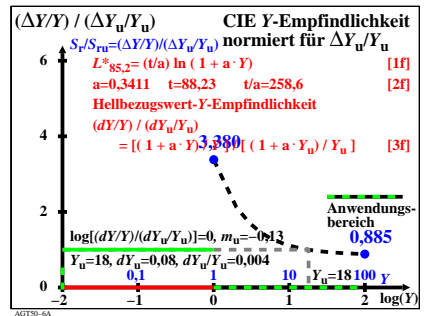 (ΔY/Y) / (ΔYu/Yu)
CIE Y-Empfindlichkeit
normiert für ΔYu/Yu
Sr/Sru=(ΔY/Y)/(ΔYu/Yu)
L*85,2=(t/a) ln ( 1 + a·Y) [1f]
a=0,3411 t=88,23 t/a=258,6 [2f]
Hellbezugswert-Y-Empfindlichkeit
(dY/Y) / (dYu/Yu)
= [( 1 + a·Y) / Y ] / [ ( 1 + a·Yu) / Yu ] [3f]
3,380
6
4
2
0
Anwendungs-
bereich
0,885
log[(dY/Y)/(dYu/Yu)]=0, mu=−0,13
Yu=18, dYu=0,08, dYu/Yu=0,004
0,1 1 10 Yu=18 100 Y
−2 −1 0 1 2 log(Y)
AGT50-6A